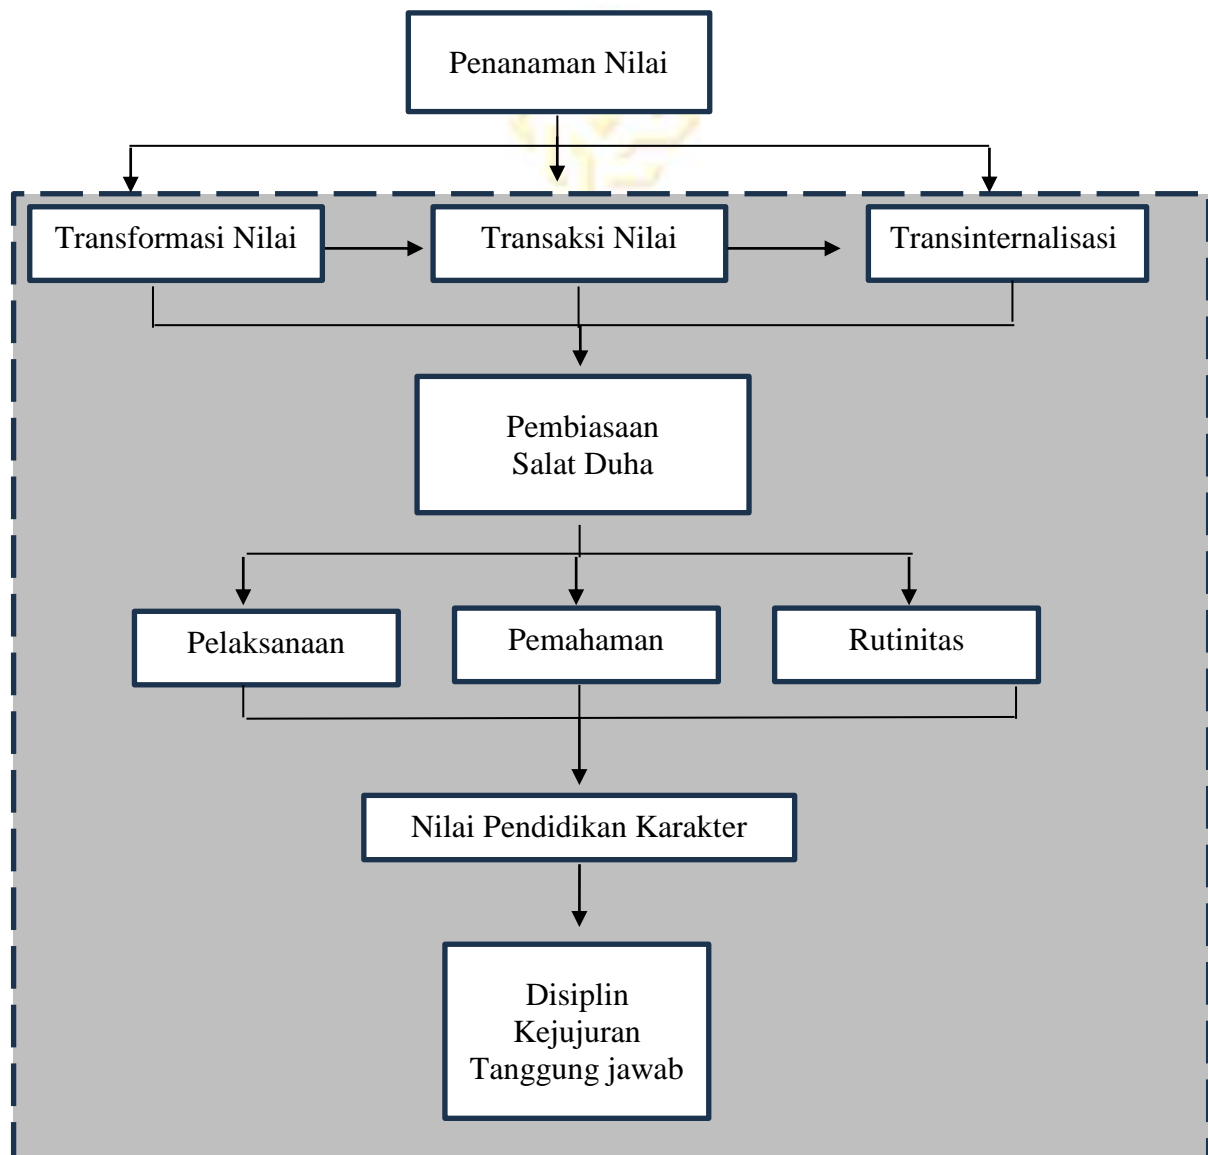 Penanaman Nilai
Transformasi Nilai
Transaksi Nilai
Transinternalisasi
Pembiasaan
Salat Duha
Pelaksanaan
Pemahaman
Rutinitas
Nilai Pendidikan Karakter
Disiplin
Kejujuran
Tanggung jawab